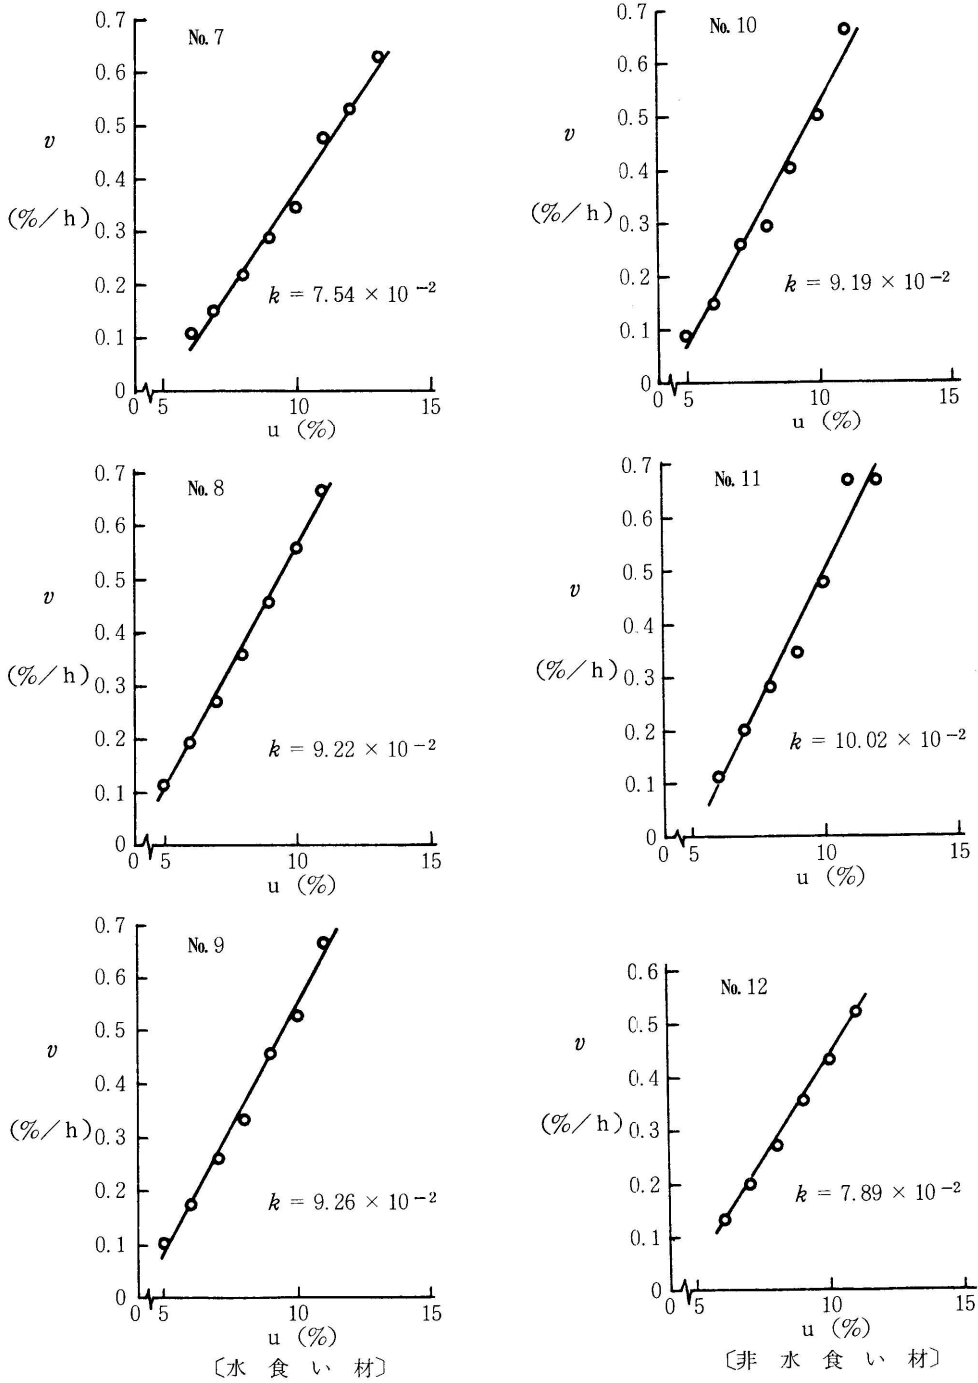 No. 7
0.7
0.6
0.5
0.4
0.3
0.2
0.1
0
v
(%/h)
k = 7.54 × 10⁻²
0 5 10 15
u (%)
No. 10
0.7
0.6
0.5
0.4
0.3
0.2
0.1
0
v
(%/h)
k = 9.19 × 10⁻²
0 5 10 15
u (%)
No. 8
0.7
0.6
0.5
0.4
0.3
0.2
0.1
0
v
(%/h)
k = 9.22 × 10⁻²
0 5 10 15
u (%)
No. 11
0.7
0.6
0.5
0.4
0.3
0.2
0.1
0
v
(%/h)
k = 10.02 × 10⁻²
0 5 10 15
u (%)
No. 9
0.7
0.6
0.5
0.4
0.3
0.2
0.1
0
v
(%/h)
k = 9.26 × 10⁻²
0 5 10 15
u (%)
〔水食い材〕
No. 12
0.6
0.5
0.4
0.3
0.2
0.1
0
v
(%/h)
k = 7.89 × 10⁻²
0 5 10 15
u (%)
〔非水食い材〕